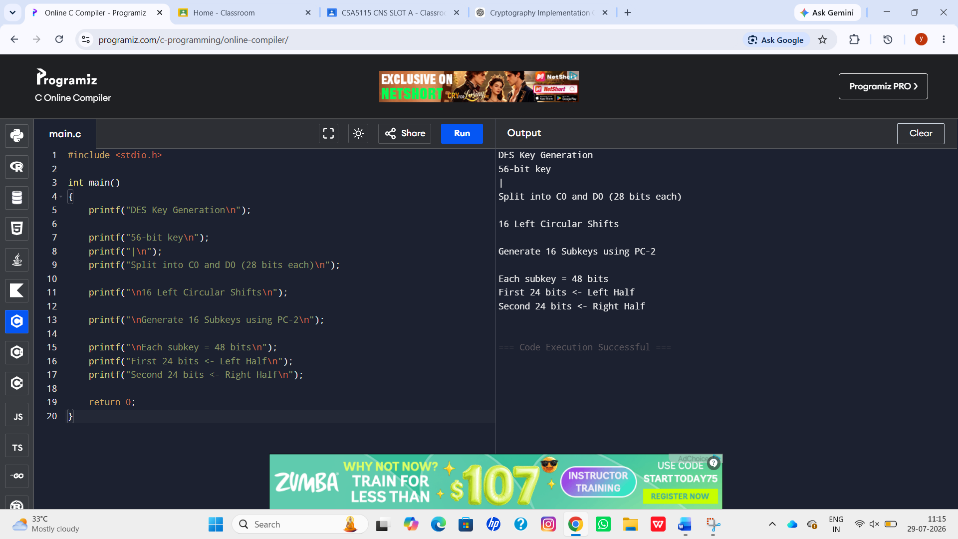 Online C Compiler - Programiz
Home - Classroom
CSA5115 CNS SLOT A - Classroo
Cryptography Implementation C
Ask Gemini
programiz.com/c-programming/online-compiler/
Ask Google
y
Programiz
C Online Compiler
EXCLUSIVE ON
NETSHORT
NetShort
Programiz PRO >
main.c
Share
Run
Output
Clear
1 #include <stdio.h>
2
3 int main()
4 {
5 printf("DES Key Generation\n");
6
7 printf("56-bit key\n");
8 printf("|\n");
9 printf("Split into C0 and D0 (28 bits each)\n");
10
11 printf("\n16 Left Circular Shifts\n");
12
13 printf("\nGenerate 16 Subkeys using PC-2\n");
14
15 printf("\nEach subkey = 48 bits\n");
16 printf("First 24 bits <- Left Half\n");
17 printf("Second 24 bits <- Right Half\n");
18
19 return 0;
20 }
DES Key Generation
56-bit key
|
Split into C0 and D0 (28 bits each)
16 Left Circular Shifts
Generate 16 Subkeys using PC-2
Each subkey = 48 bits
First 24 bits <- Left Half
Second 24 bits <- Right Half
=== Code Execution Successful ===
JS
TS
GO
ZUMBA
WHY NOT NOW?
TRAIN FOR
LESS THAN
$107
INSTRUCTOR
TRAINING
AdChoices
USE CODE
START TODAY75
REGISTER NOW
33°C
Mostly cloudy
Search
hp
W
ENG
IN
11:15
29-07-2026